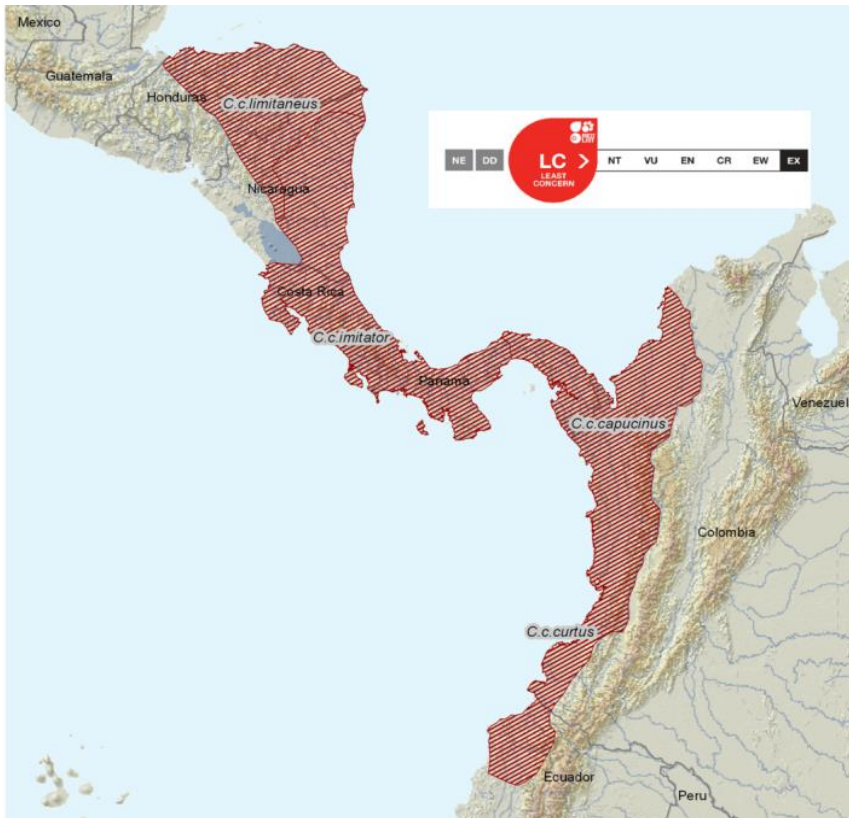 Mexico
Guatemala
Honduras
C.c.limitaneus
NE DD LC > NT VU EN CR EW EX
LEAST
CONCERN
Nicaragua
Costa Rica
C.c.imitator
Panama
Venezuel
C.c.capucinus
Colombia
C.c.curtus
Ecuador
Peru